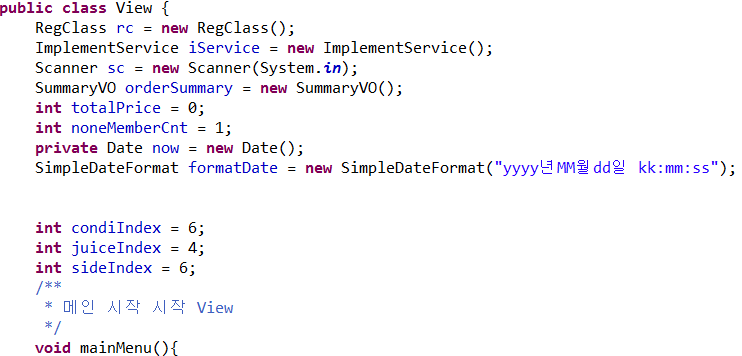 public class View {
    RegClass rc = new RegClass();
    ImplementService iService = new ImplementService();
    Scanner sc = new Scanner(System.in);
    SummaryVO orderSummary = new SummaryVO();
    int totalPrice = 0;
    int noneMemberCnt = 1;
    private Date now = new Date();
    SimpleDateFormat formatDate = new SimpleDateFormat("yyyy년MM월dd일 kk:mm:ss");
    int condiIndex = 6;
    int juiceIndex = 4;
    int sideIndex = 6;
    /**
     * 메인 시작 시작 View
     */
    void mainMenu(){